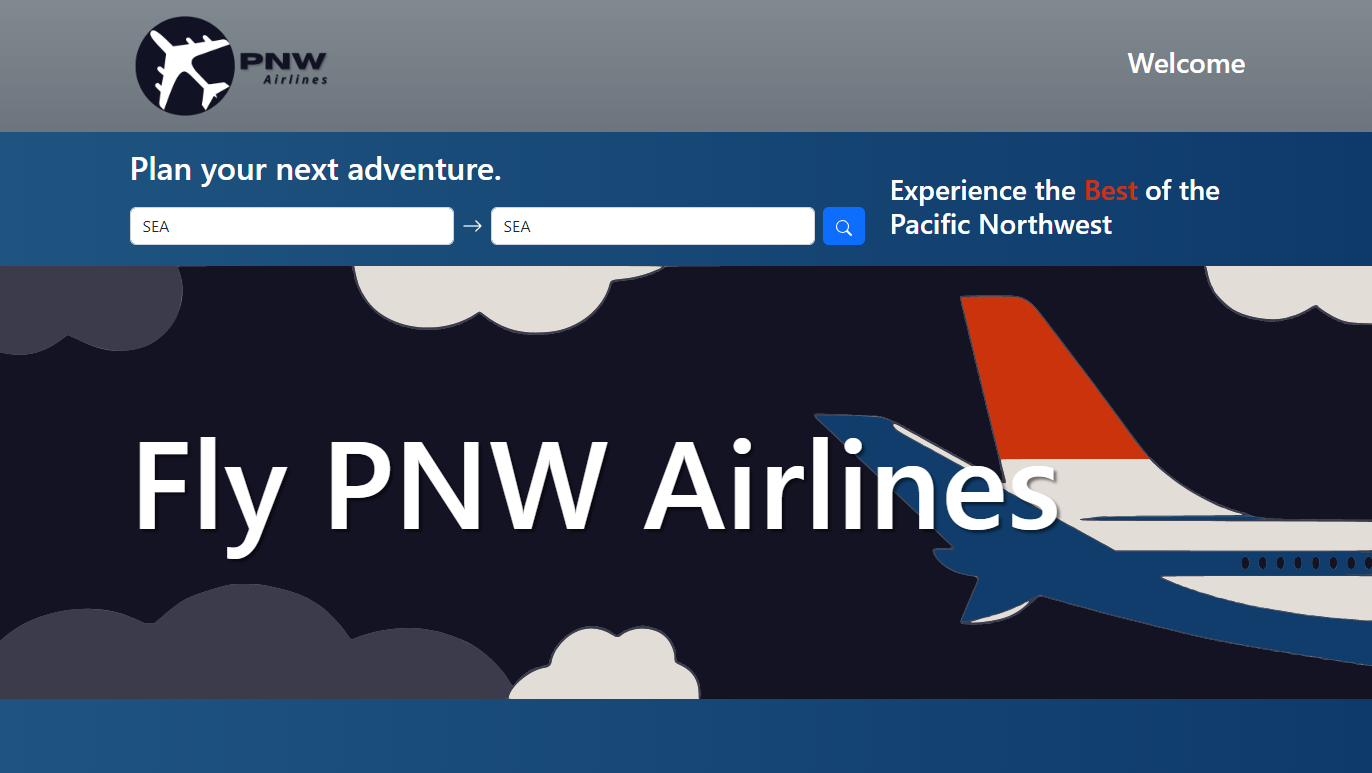 PNW
Airlines
Welcome
Plan your next adventure.
SEA
SEA
Experience the Best of the
Pacific Northwest
Fly PNW Airlines